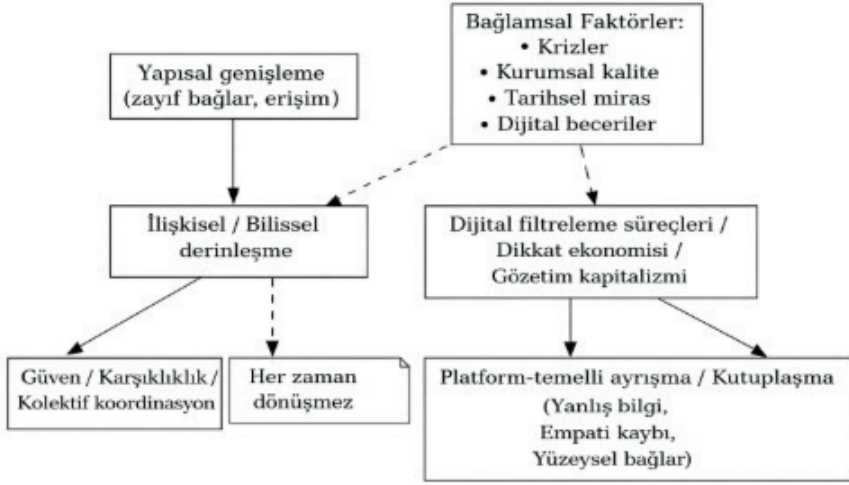 Yapısal genişleme
(zayıf bağlar, erişim)
Bağlamsal Faktörler:
• Krizler
• Kurumsal kalite
• Tarihsel miras
• Dijital beceriler
İlişkisel / Bilissel
derinleşme
Dijital filtreleme süreçleri /
Dikkat ekonomisi /
Gözetim kapitalizmi
Güven / Karşıklıklık /
Kolektif koordinasyon
Her zaman
dönüşmez
Platform-temelli ayrışma / Kutuplaşma
(Yanlış bilgi,
Empati kaybı,
Yüzeysel bağlar)